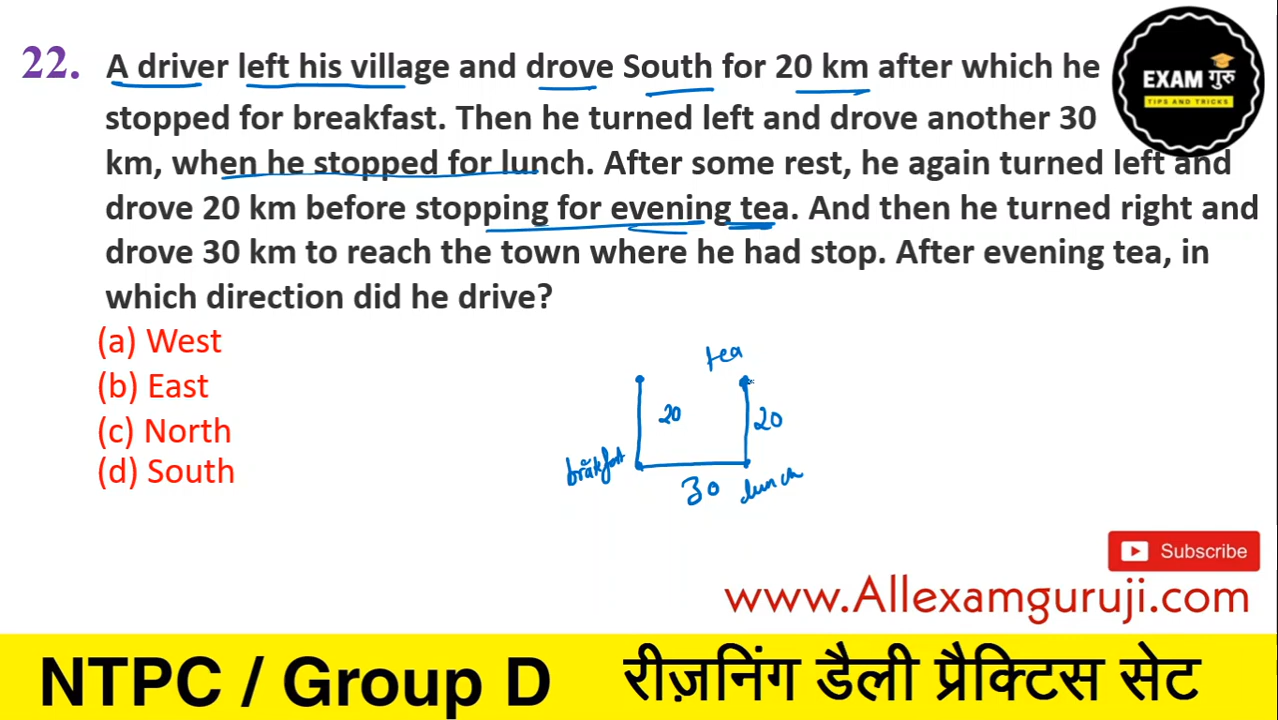 22. A driver left his village and drove South for 20 km after which he
stopped for breakfast. Then he turned left and drove another 30
km, when he stopped for lunch. After some rest, he again turned left and
drove 20 km before stopping for evening tea. And then he turned right and
drove 30 km to reach the town where he had stop. After evening tea, in
which direction did he drive?
(a) West
(b) East
(c) North
(d) South
EXAM गुरु
TIPS AND TRICKS
tea
20
20
brakfast
30
lunch
Subscribe
www.Allexamguruji.com
NTPC / Group D रीज़निंग डैली प्रैक्टिस सेट